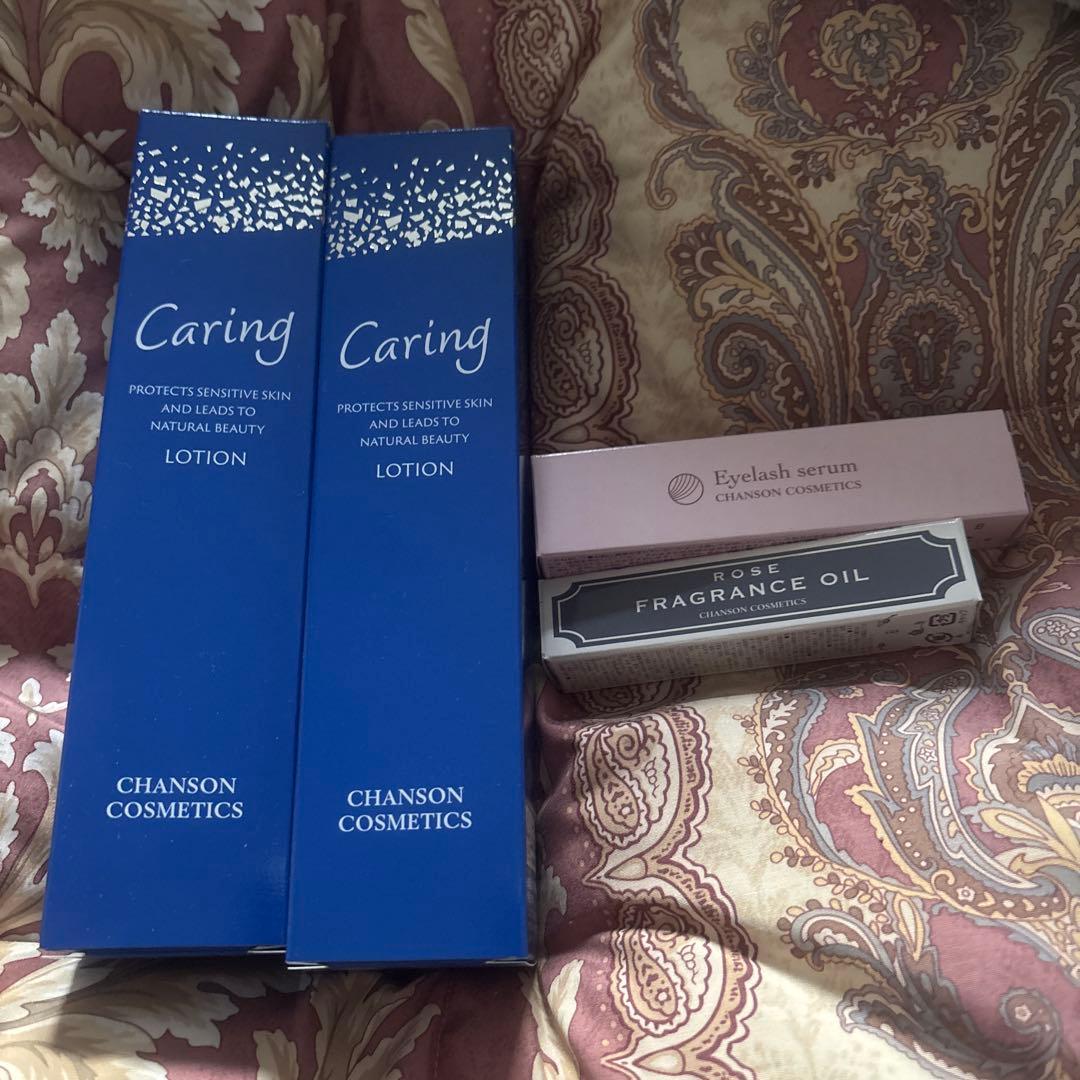 Caring
PROTECTS SENSITIVE SKIN
AND LEADS TO
NATURAL BEAUTY
LOTION
CHANSON
COSMETICS
Caring
PROTECTS SENSITIVE SKIN
AND LEADS TO
NATURAL BEAUTY
LOTION
CHANSON
COSMETICS
Eyelash serum
CHANSON COSMETICS
ROSE
FRAGRANCE OIL
CHANSON COSMETICS